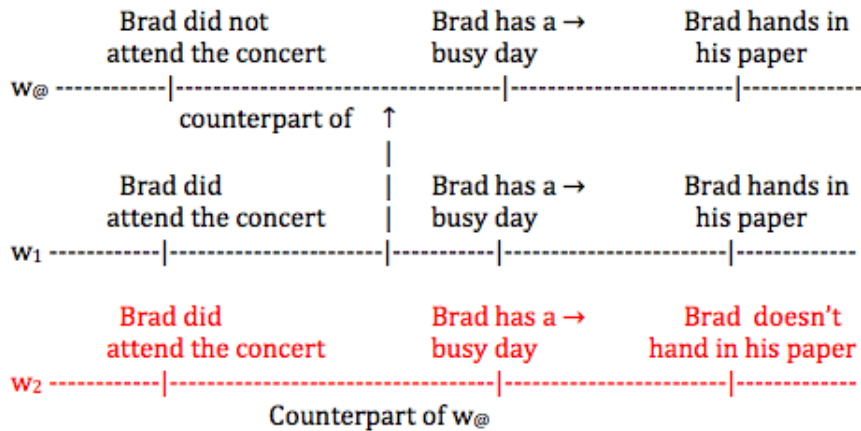 Brad did not Brad has a → Brad hands in
attend the concert busy day his paper
w@ ------------|-----------------------------------|------------------------|-------------
counterpart of ↑
|
Brad did | Brad has a → Brad hands in
attend the concert | busy day his paper
w1 ------------|-----------------------|-----------|------------------------|-------------
Brad did Brad has a → Brad doesn't
attend the concert busy day hand in his paper
w2 ------------|-----------------------------------|------------------------|-------------
Counterpart of w@